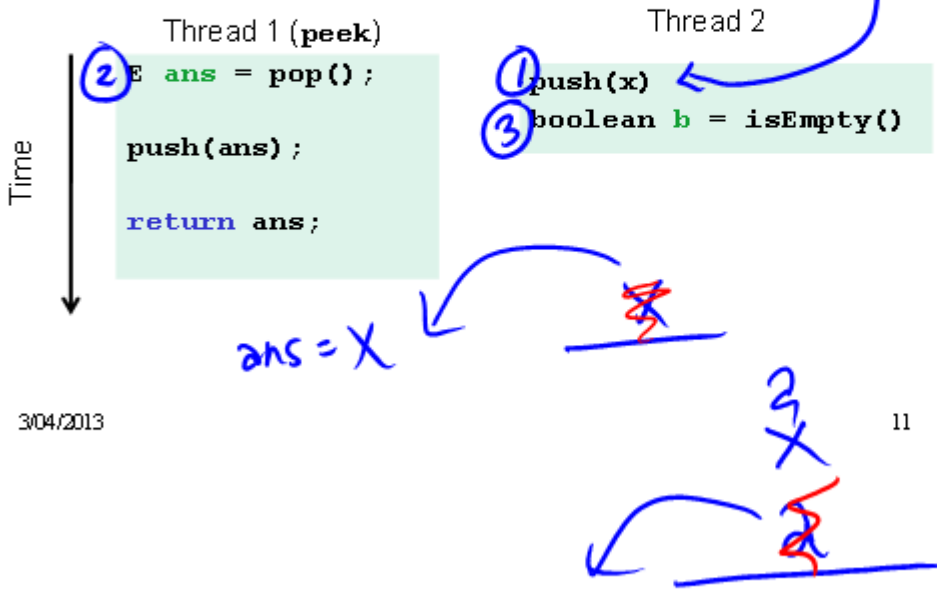 Thread 1 (peek)
Thread 2
2 E ans = pop();
1 push(x)
3 boolean b = isEmpty()
push(ans);
return ans;
Time
x
ans = X
3/04/2013
11
X
a